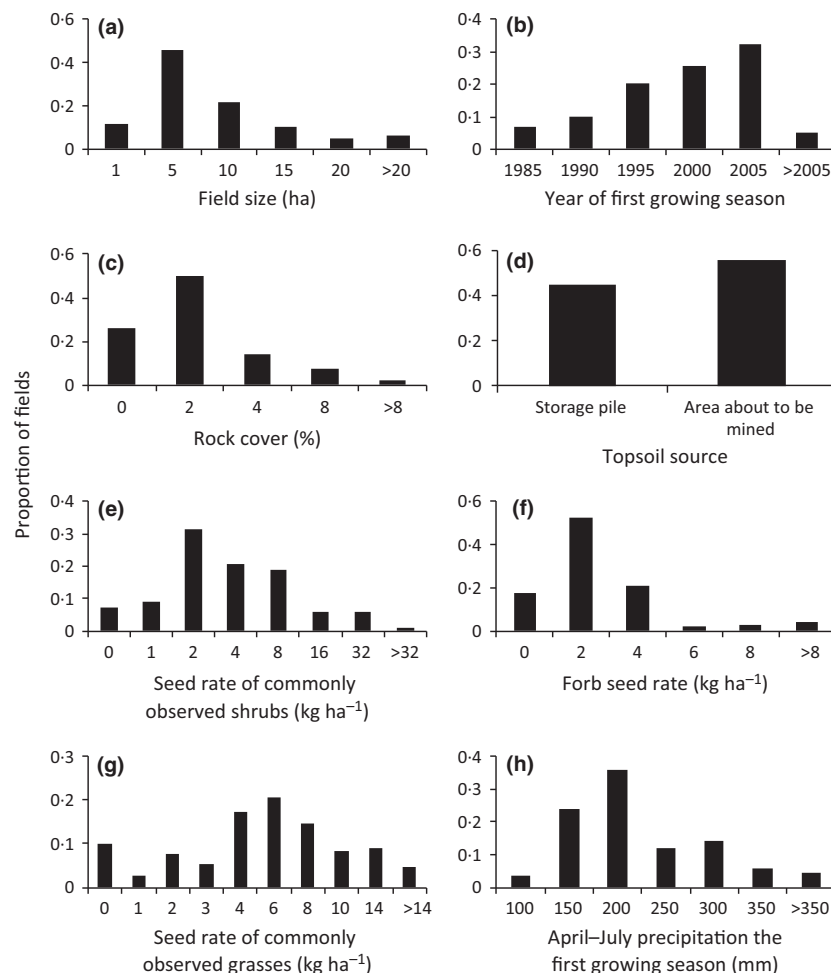 Proportion of fields
(a)
0·6
0·4
0·2
0
1 5 10 15 20 >20
Field size (ha)
(b)
0·4
0·3
0·2
0·1
0
1985 1990 1995 2000 2005 >2005
Year of first growing season
(c)
0·6
0·4
0·2
0
0 2 4 8 >8
Rock cover (%)
(d)
0·6
0·4
0·2
0
Storage pile Area about to be
mined
Topsoil source
(e)
0·4
0·3
0·2
0·1
0
0 1 2 4 8 16 32 >32
Seed rate of commonly
observed shrubs (kg ha⁻¹)
(f)
0·6
0·4
0·2
0
0 2 4 6 8 >8
Forb seed rate (kg ha⁻¹)
(g)
0·3
0·2
0·1
0
0 1 2 3 4 6 8 10 14 >14
Seed rate of commonly
observed grasses (kg ha⁻¹)
(h)
0·4
0·3
0·2
0·1
0
100 150 200 250 300 350 >350
April–July precipitation the
first growing season (mm)